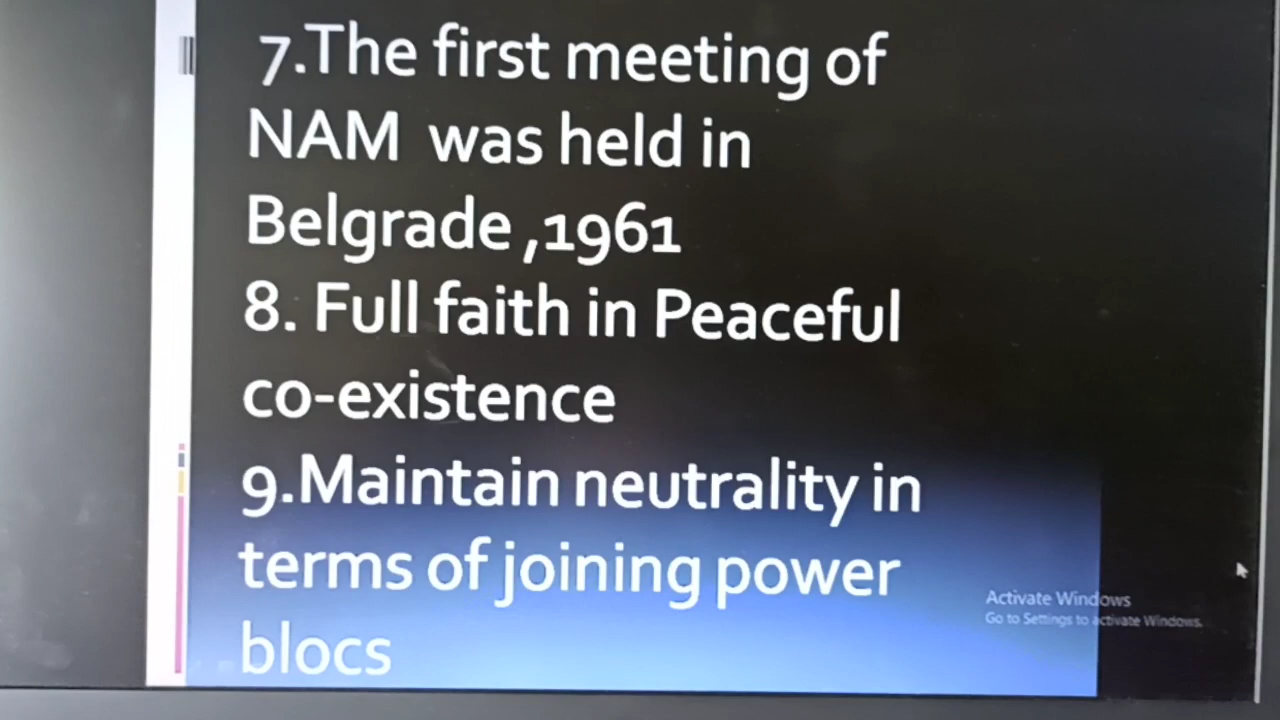 7.The first meeting of
NAM was held in
Belgrade ,1961
8. Full faith in Peaceful
co-existence
9.Maintain neutrality in
terms of joining power
blocs
Activate Windows
Go to Settings to activate Windows.